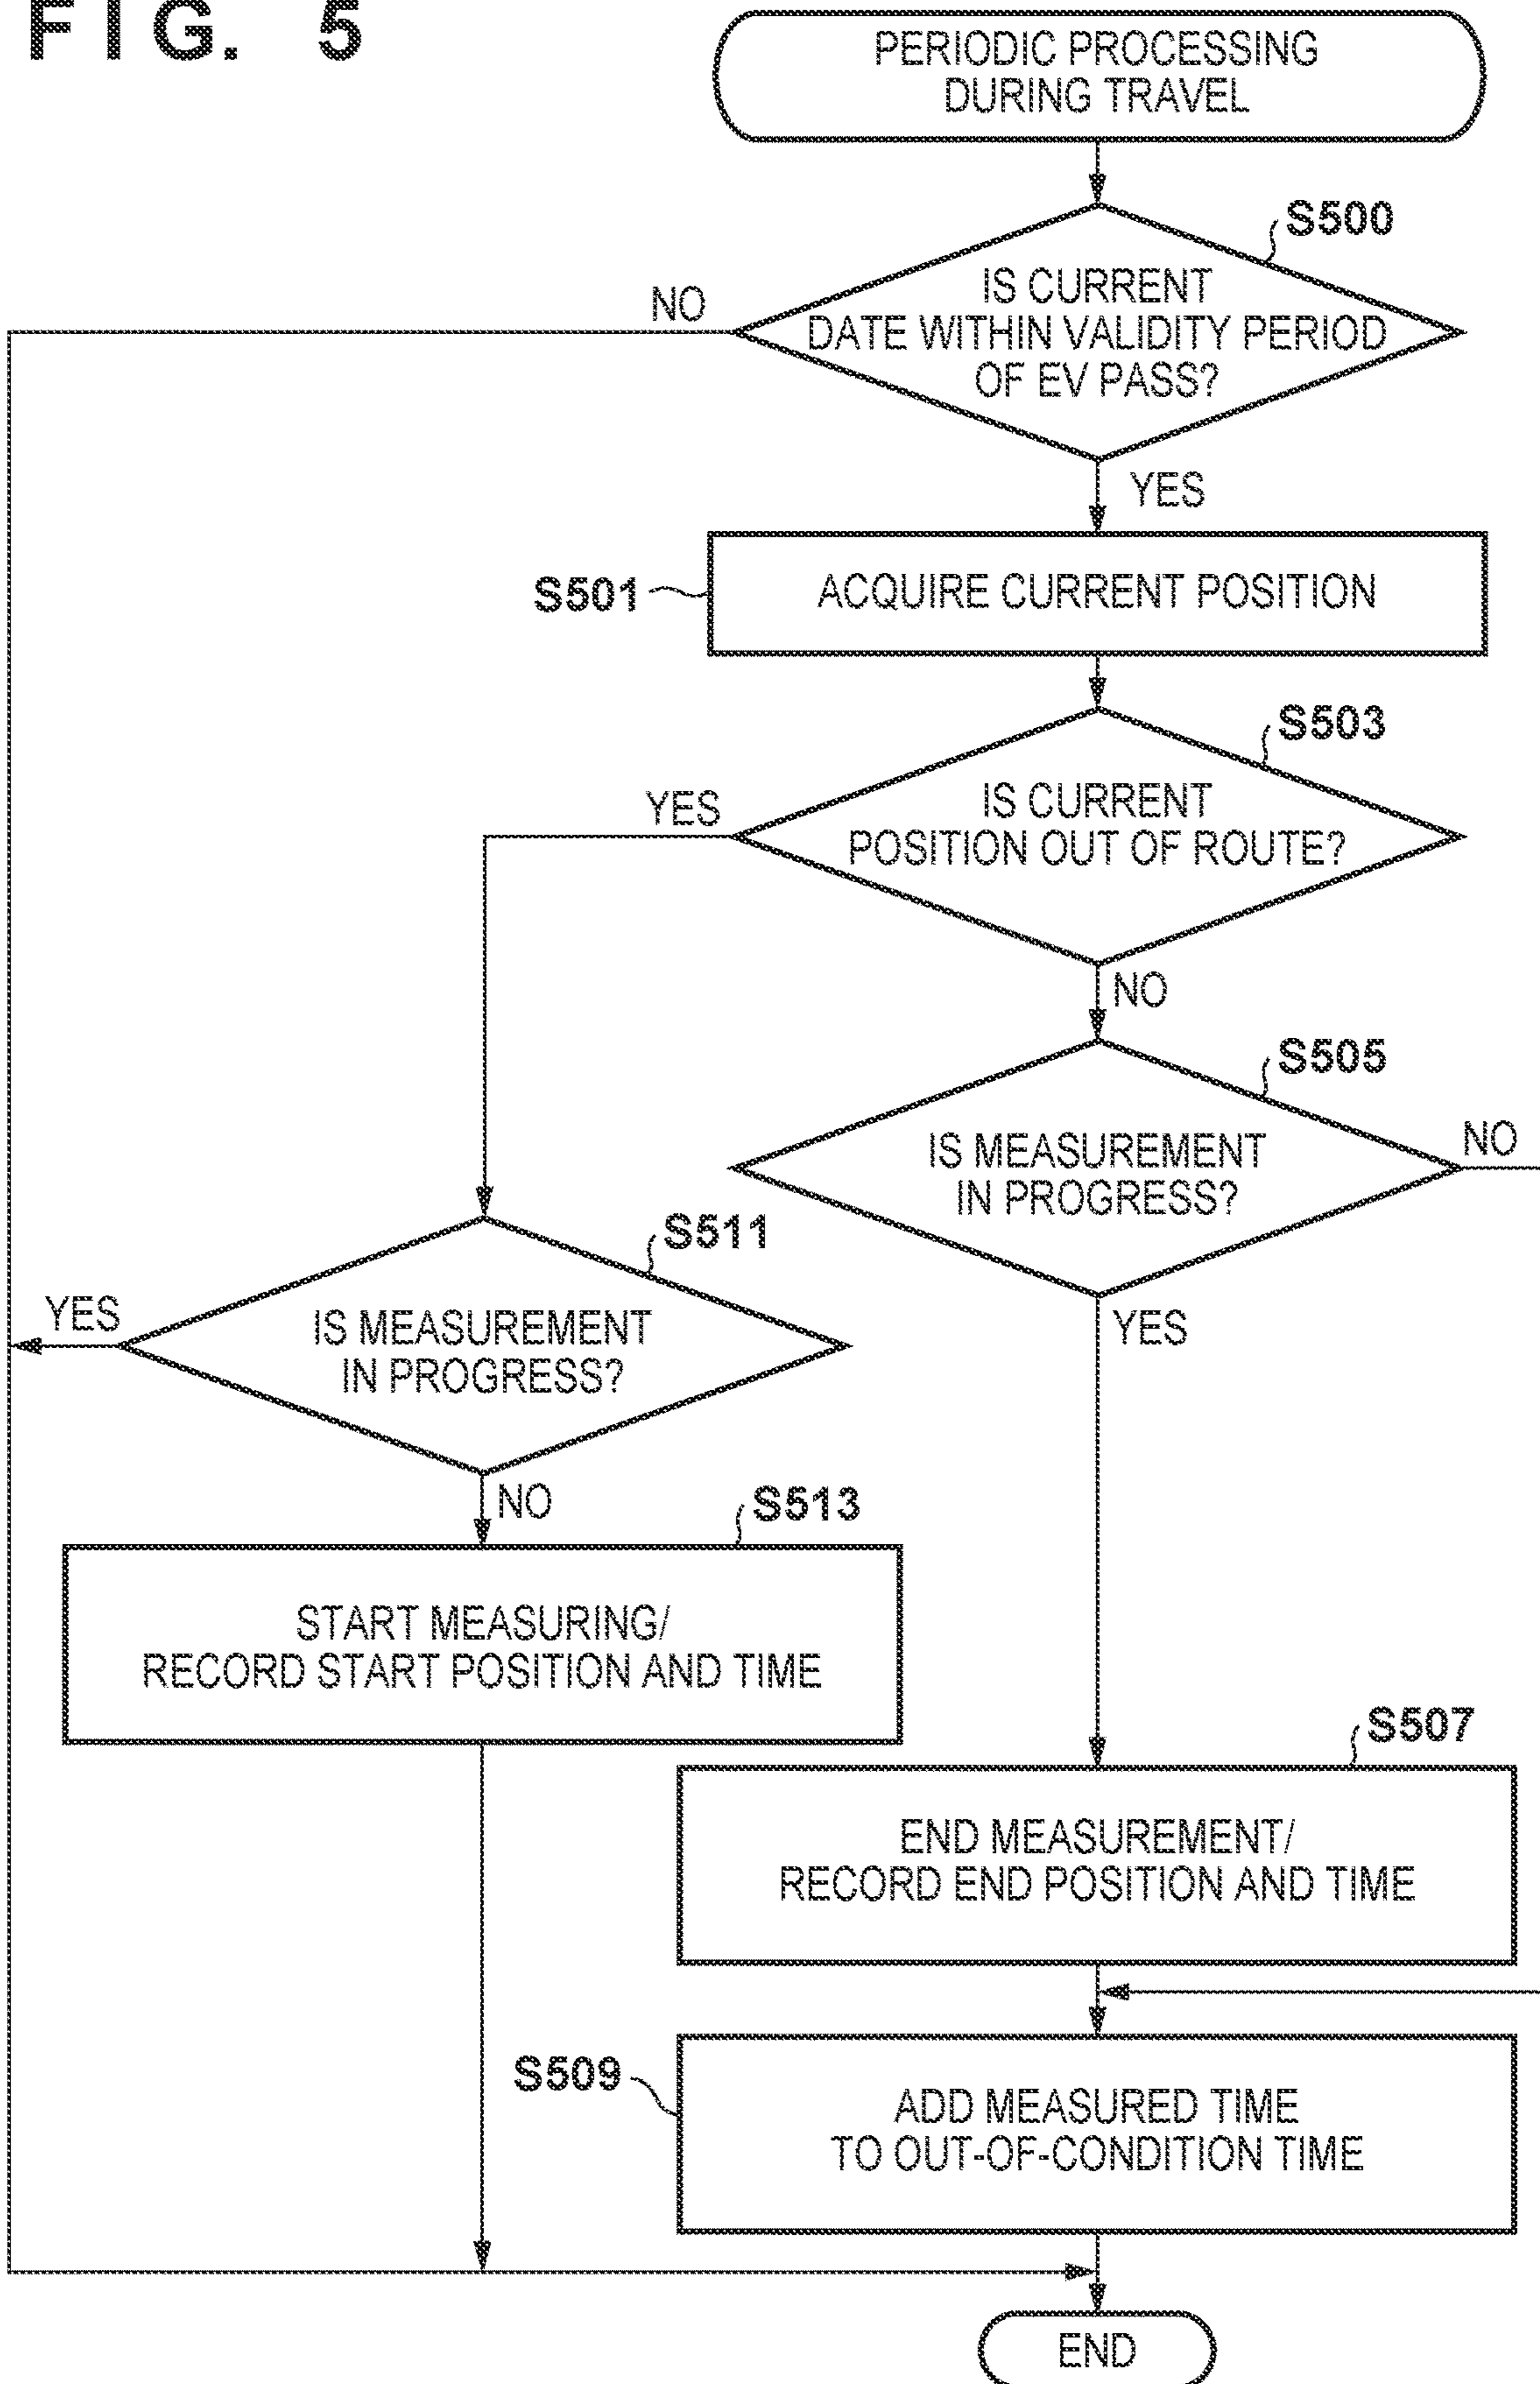 FIG. 5
PERIODIC PROCESSING
DURING TRAVEL
S500
IS CURRENT
DATE WITHIN VALIDITY PERIOD
OF EV PASS?
NO
YES
S501
ACQUIRE CURRENT POSITION
S503
IS CURRENT
POSITION OUT OF ROUTE?
YES
NO
S505
IS MEASUREMENT
IN PROGRESS?
NO
YES
S511
IS MEASUREMENT
IN PROGRESS?
YES
NO
S513
START MEASURING/
RECORD START POSITION AND TIME
S507
END MEASUREMENT/
RECORD END POSITION AND TIME
S509
ADD MEASURED TIME
TO OUT-OF-CONDITION TIME
END